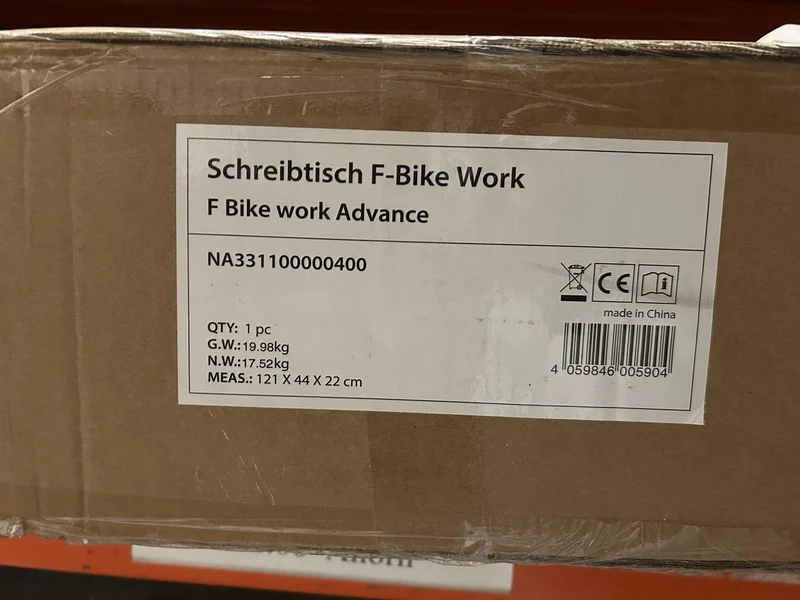 Schreibtisch F-Bike Work
F Bike work Advance
NA331100000400
CE
made in China
QTY: 1 pc
G.W.:19.98kg
N.W.:17.52kg
MEAS.: 121 X 44 X 22 cm
4 059846 005904